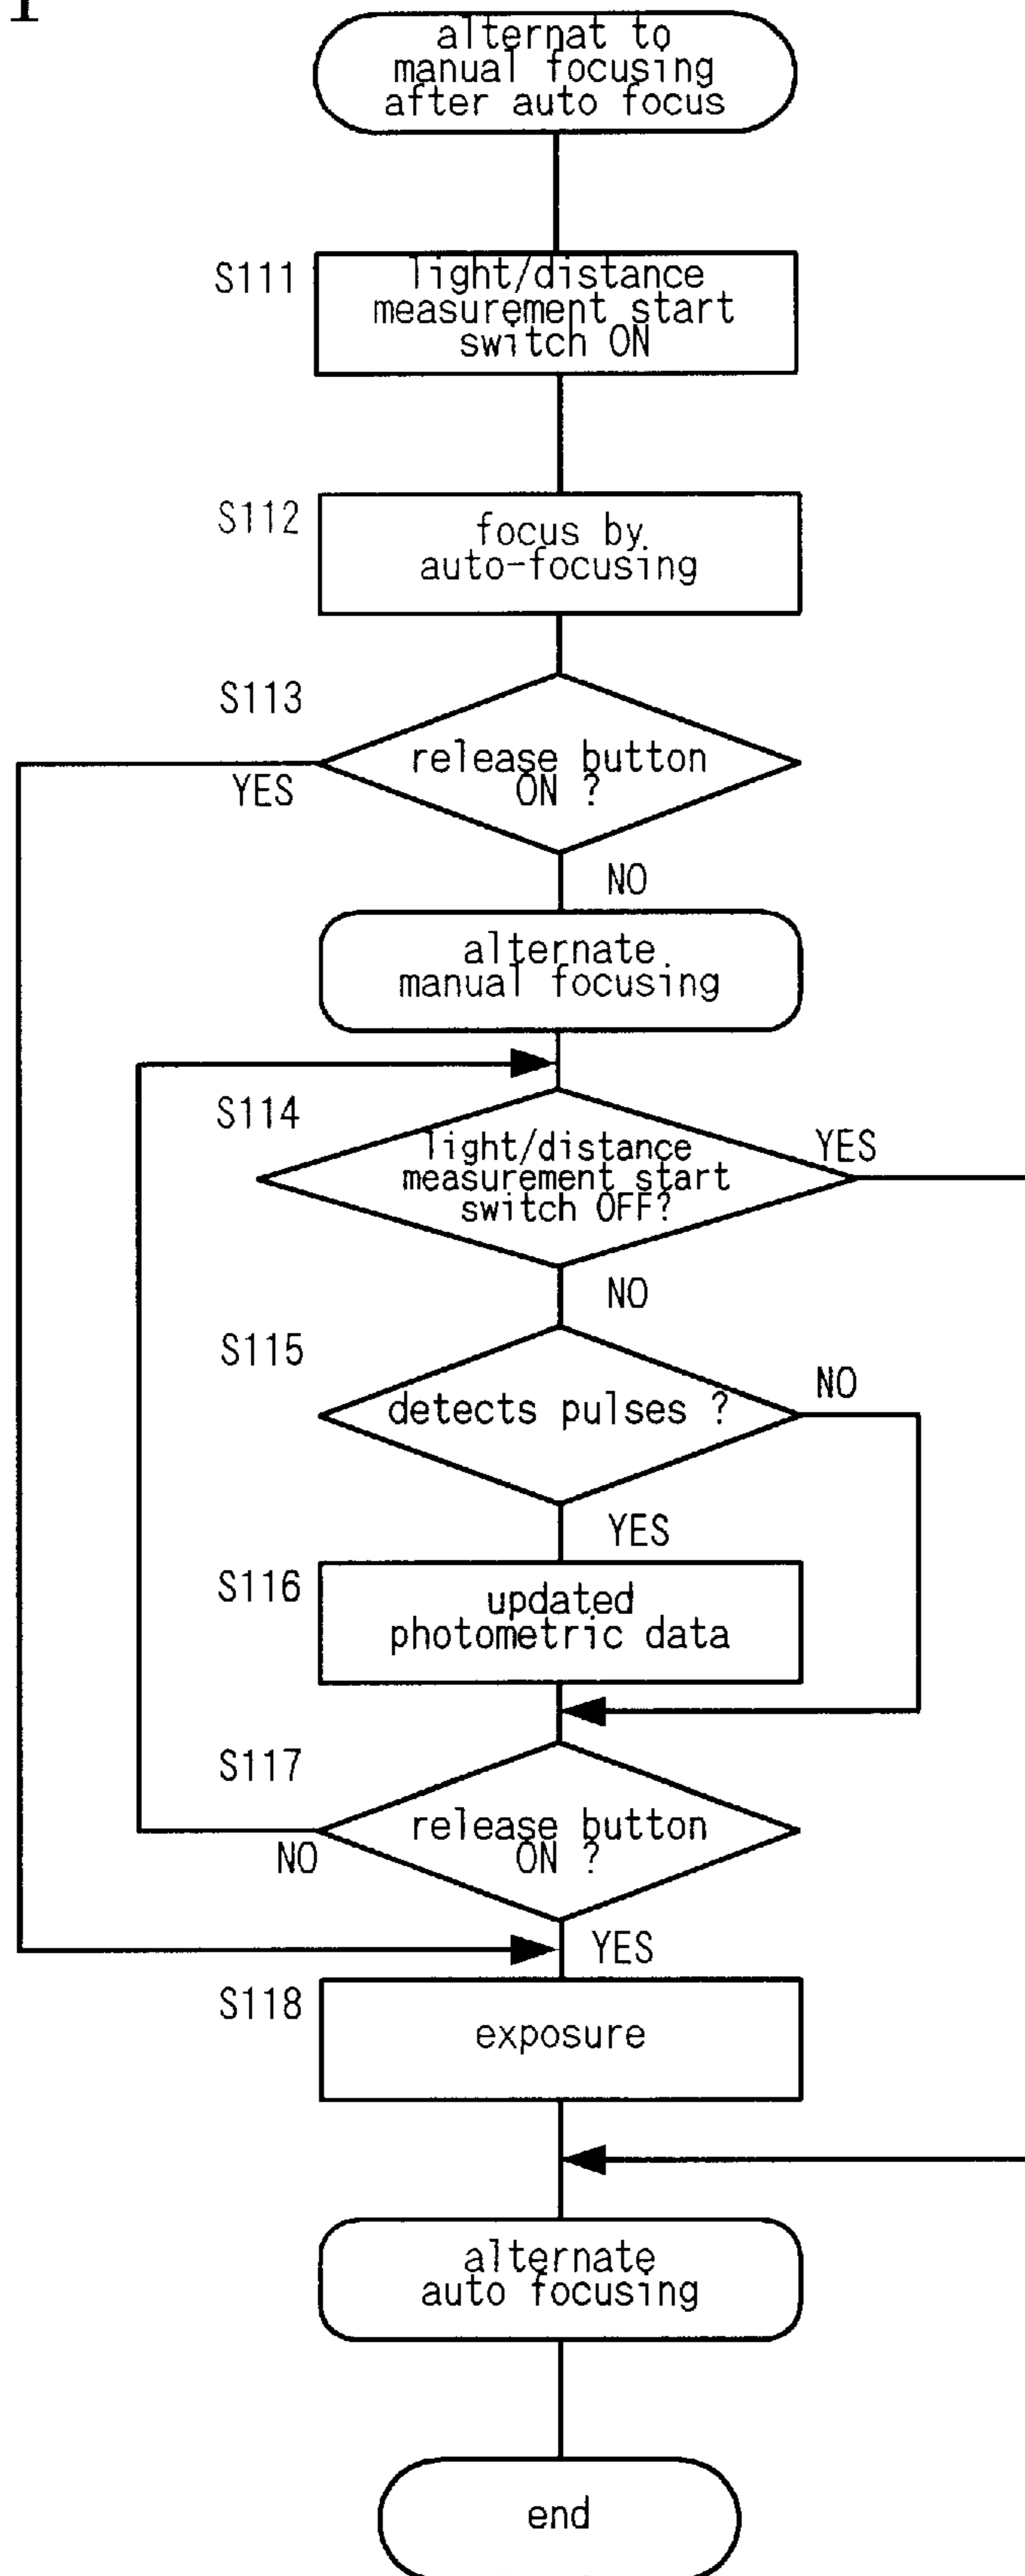 alternat to
manual focusing
after auto focus
S111
light/distance
measurement start
switch ON
S112
focus by
auto-focusing
S113
release button
ON ?
YES
NO
alternate
manual focusing
S114
light/distance
measurement start
switch OFF?
YES
NO
S115
detects pulses ?
NO
YES
S116
updated
photometric data
S117
release button
ON ?
NO
YES
S118
exposure
alternate
auto focusing
end